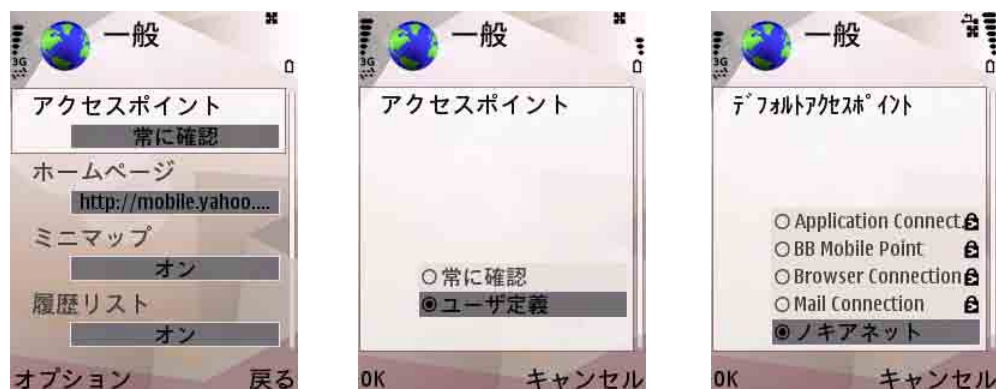 3G
一般
アクセスポイント
常に確認
ホームページ
http://mobile.yahoo....
ミニマップ
オン
履歴リスト
オン
オプション
戻る
3G
一般
アクセスポイント
常に確認
ユーザ定義
OK
キャンセル
3G
一般
ﾃﾞﾌｫﾙﾄｱｸｾｽﾎﾟｲﾝﾄ
Application Connect.
BB Mobile Point
Browser Connection
Mail Connection
ノキアネット
OK
キャンセル